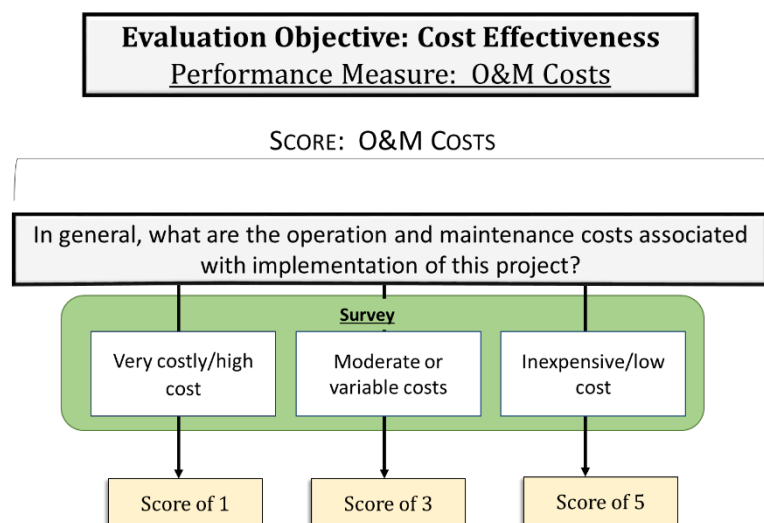 Evaluation Objective: Cost Effectiveness
Performance Measure: O&M Costs
SCORE: O&M COSTS
In general, what are the operation and maintenance costs associated
with implementation of this project?
Survey
Very costly/high
cost
Moderate or
variable costs
Inexpensive/low
cost
Score of 1
Score of 3
Score of 5